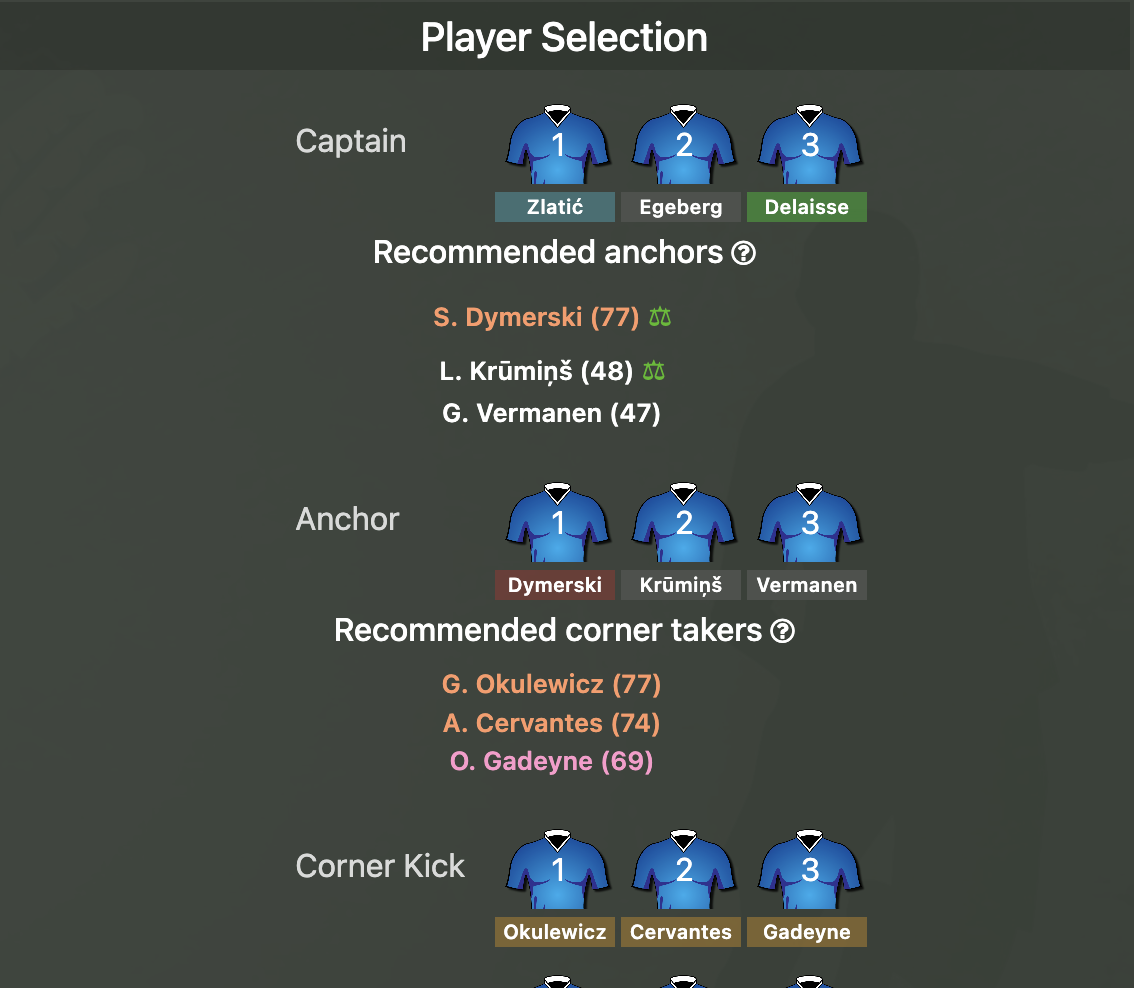 Player Selection
Captain
1 2 3
Zlatić Egeberg Delaisse
Recommended anchors ?
S. Dymerski (77)
L. Krūmiņš (48)
G. Vermanen (47)
Anchor
1 2 3
Dymerski Krūmiņš Vermanen
Recommended corner takers ?
G. Okulewicz (77)
A. Cervantes (74)
O. Gadeyne (69)
Corner Kick
1 2 3
Okulewicz Cervantes Gadeyne